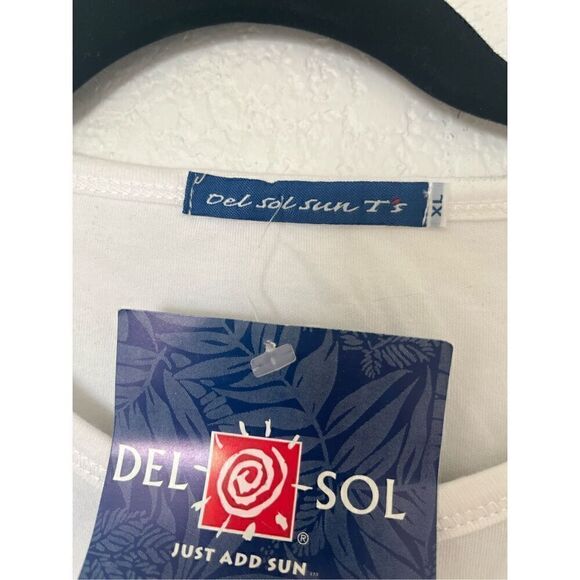 Del Sol Sun T's
XL
DEL SOL
®
JUST ADD SUN